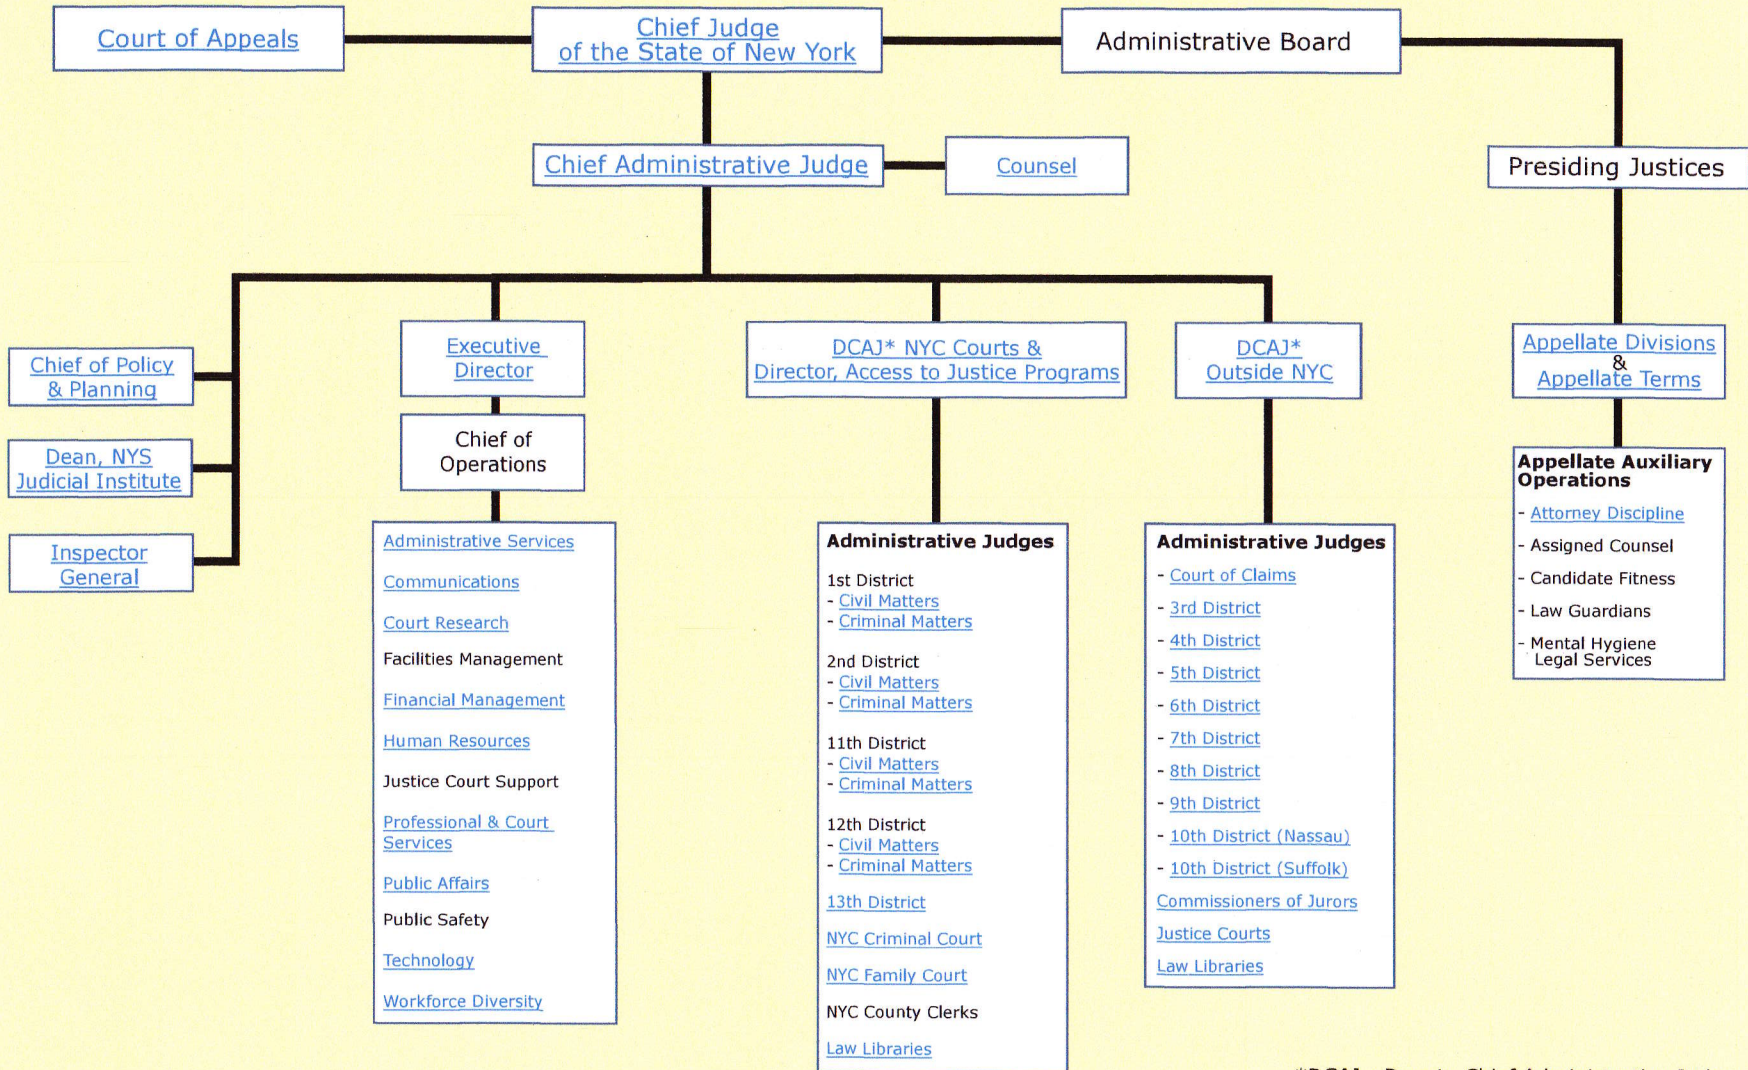 Court of Appeals
Chief Judge
of the State of New York
Administrative Board
Chief Administrative Judge
Counsel
Presiding Justices
Chief of Policy
& Planning
Dean, NYS
Judicial Institute
Inspector
General
Executive
Director
Chief of
Operations
Administrative Services
Communications
Court Research
Facilities Management
Financial Management
Human Resources
Justice Court Support
Professional & Court
Services
Public Affairs
Public Safety
Technology
Workforce Diversity
DCAJ* NYC Courts &
Director, Access to Justice Programs
Administrative Judges
1st District
- Civil Matters
- Criminal Matters
2nd District
- Civil Matters
- Criminal Matters
11th District
- Civil Matters
- Criminal Matters
12th District
- Civil Matters
- Criminal Matters
13th District
NYC Criminal Court
NYC Family Court
NYC County Clerks
Law Libraries
DCAJ*
Outside NYC
Administrative Judges
- Court of Claims
- 3rd District
- 4th District
- 5th District
- 6th District
- 7th District
- 8th District
- 9th District
- 10th District (Nassau)
- 10th District (Suffolk)
Commissioners of Jurors
Justice Courts
Law Libraries
Appellate Divisions
&
Appellate Terms
Appellate Auxiliary
Operations
- Attorney Discipline
- Assigned Counsel
- Candidate Fitness
- Law Guardians
- Mental Hygiene
Legal Services